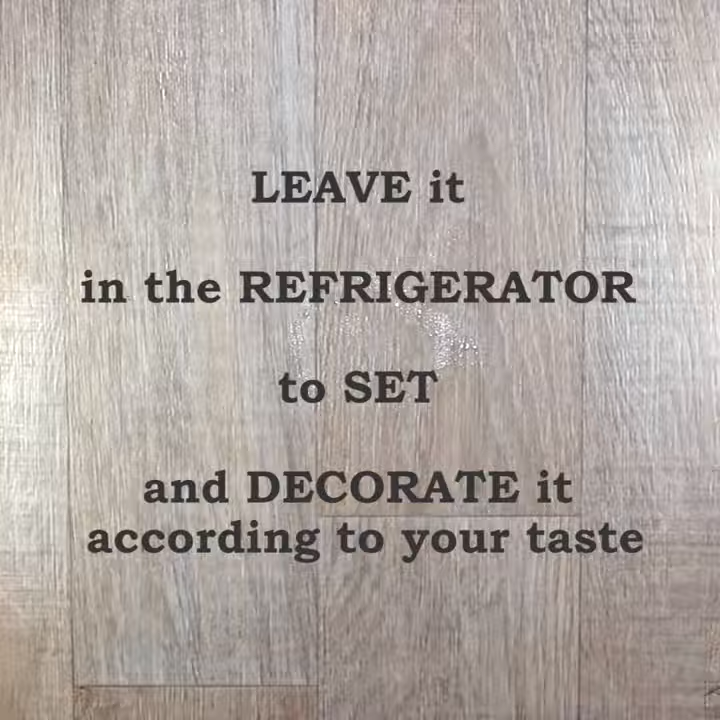 LEAVE it
in the REFRIGERATOR
to SET
and DECORATE it
according to your taste